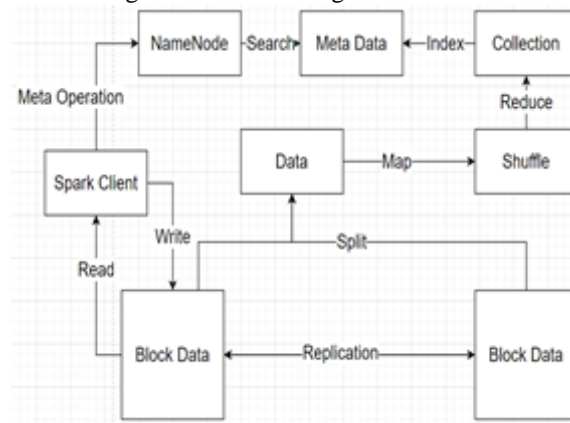 NameNode
Search
Meta Data
Index
Collection
Meta Operation
Reduce
Data
Map
Shuffle
Spark Client
Write
Split
Read
Block Data
Replication
Block Data